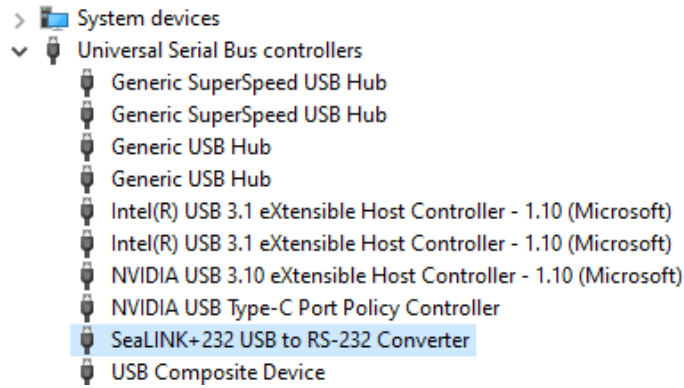 System devices
Universal Serial Bus controllers
Generic SuperSpeed USB Hub
Generic SuperSpeed USB Hub
Generic USB Hub
Generic USB Hub
Intel(R) USB 3.1 eXtensible Host Controller - 1.10 (Microsoft)
Intel(R) USB 3.1 eXtensible Host Controller - 1.10 (Microsoft)
NVIDIA USB 3.10 eXtensible Host Controller - 1.10 (Microsoft)
NVIDIA USB Type-C Port Policy Controller
SeaLINK+232 USB to RS-232 Converter
USB Composite Device